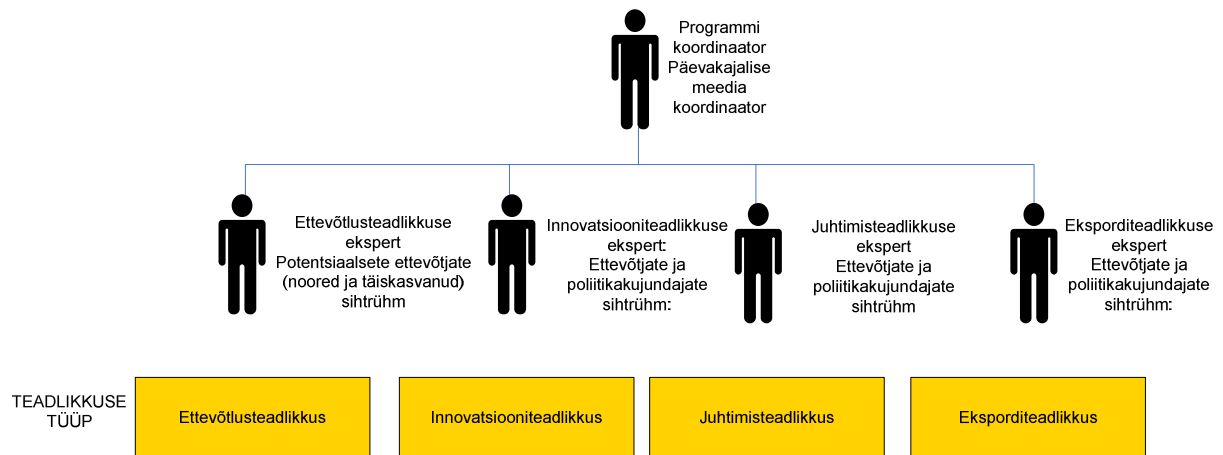 Programmi
koordinaator
Päevakajalise
meedia
koordinaator
Ettevõtlusteadlikkuse
ekspert
Potentsiaalsete ettevõtjate
(noored ja täiskasvanud)
sihtrühm
Innovatsiooniteadlikkuse
ekspert:
Ettevõtjate ja
poliitikakujundajate
sihtrühm:
Juhtimisteadlikkuse
ekspert
Ettevõtjate ja
poliitikakujundajate
sihtrühm
Eksporditeadlikkuse
ekspert
Ettevõtjate ja
poliitikakujundajate
sihtrühm:
TEADLIKKUSE
TÜÜP
Ettevõtlusteadlikkus
Innovatsiooniteadlikkus
Juhtimisteadlikkus
Eksporditeadlikkus